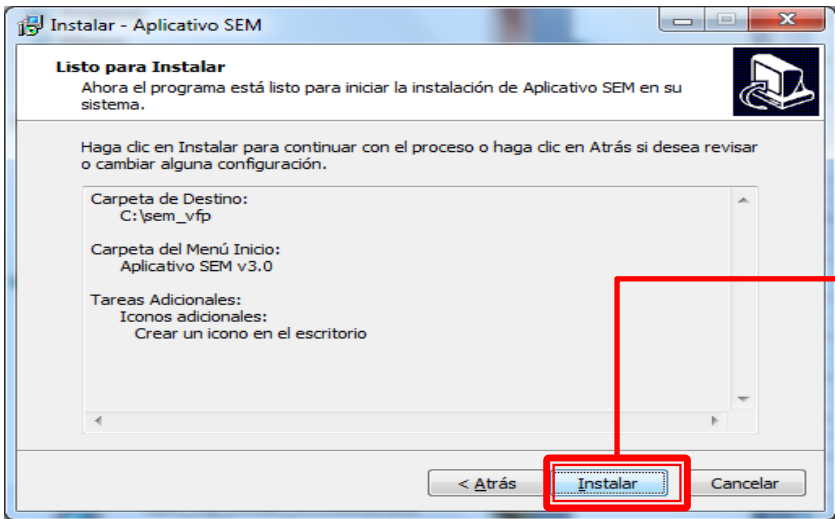 Instalar - Aplicativo SEM
Listo para Instalar
Ahora el programa está listo para iniciar la instalación de Aplicativo SEM en su
sistema.
Haga clic en Instalar para continuar con el proceso o haga clic en Atrás si desea revisar
o cambiar alguna configuración.
Carpeta de Destino:
C:\sem_vfp
Carpeta del Menú Inicio:
Aplicativo SEM v3.0
Tareas Adicionales:
Iconos adicionales:
Crear un icono en el escritorio
< Atrás
Instalar
Cancelar